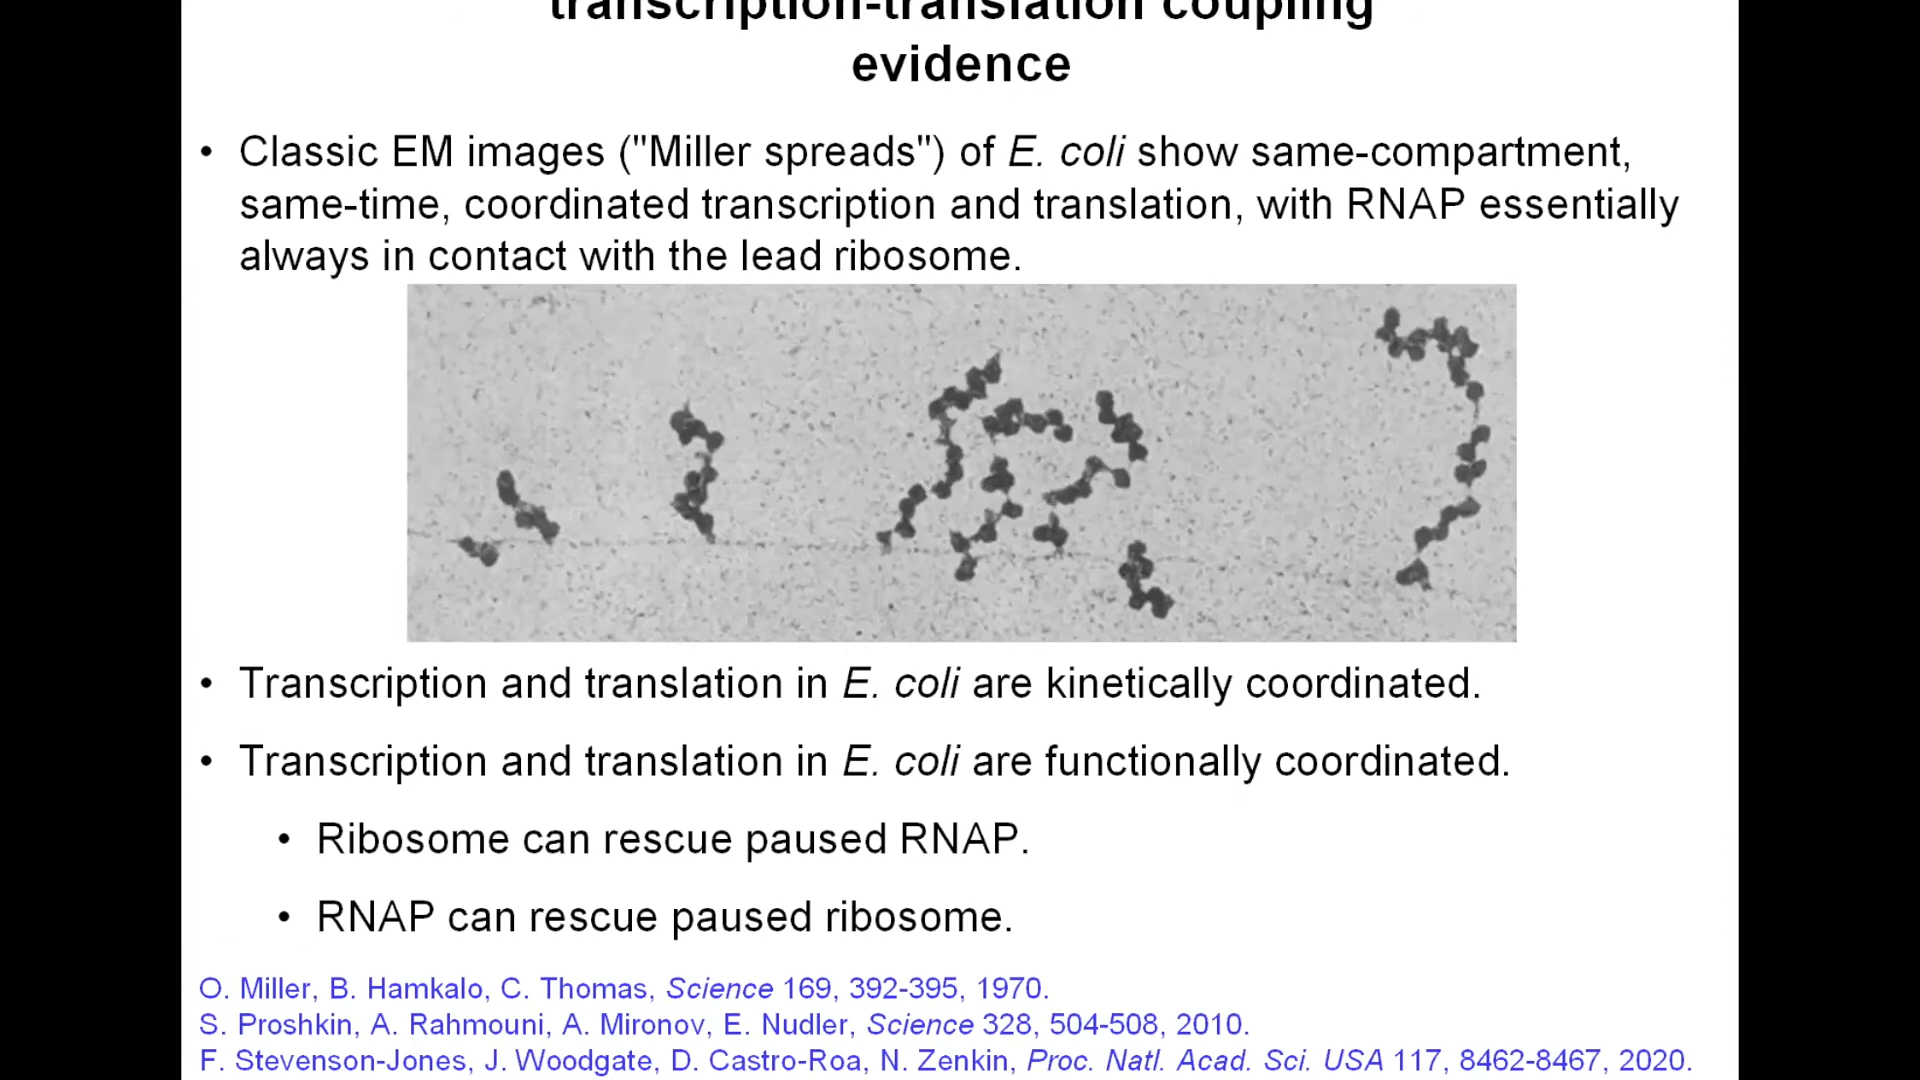 transcription-translation coupling
evidence
• Classic EM images ("Miller spreads") of E. coli show same-compartment,
same-time, coordinated transcription and translation, with RNAP essentially
always in contact with the lead ribosome.
• Transcription and translation in E. coli are kinetically coordinated.
• Transcription and translation in E. coli are functionally coordinated.
• Ribosome can rescue paused RNAP.
• RNAP can rescue paused ribosome.
O. Miller, B. Hamkalo, C. Thomas, Science 169, 392-395, 1970.
S. Proshkin, A. Rahmouni, A. Mironov, E. Nudler, Science 328, 504-508, 2010.
F. Stevenson-Jones, J. Woodgate, D. Castro-Roa, N. Zenkin, Proc. Natl. Acad. Sci. USA 117, 8462-8467, 2020.